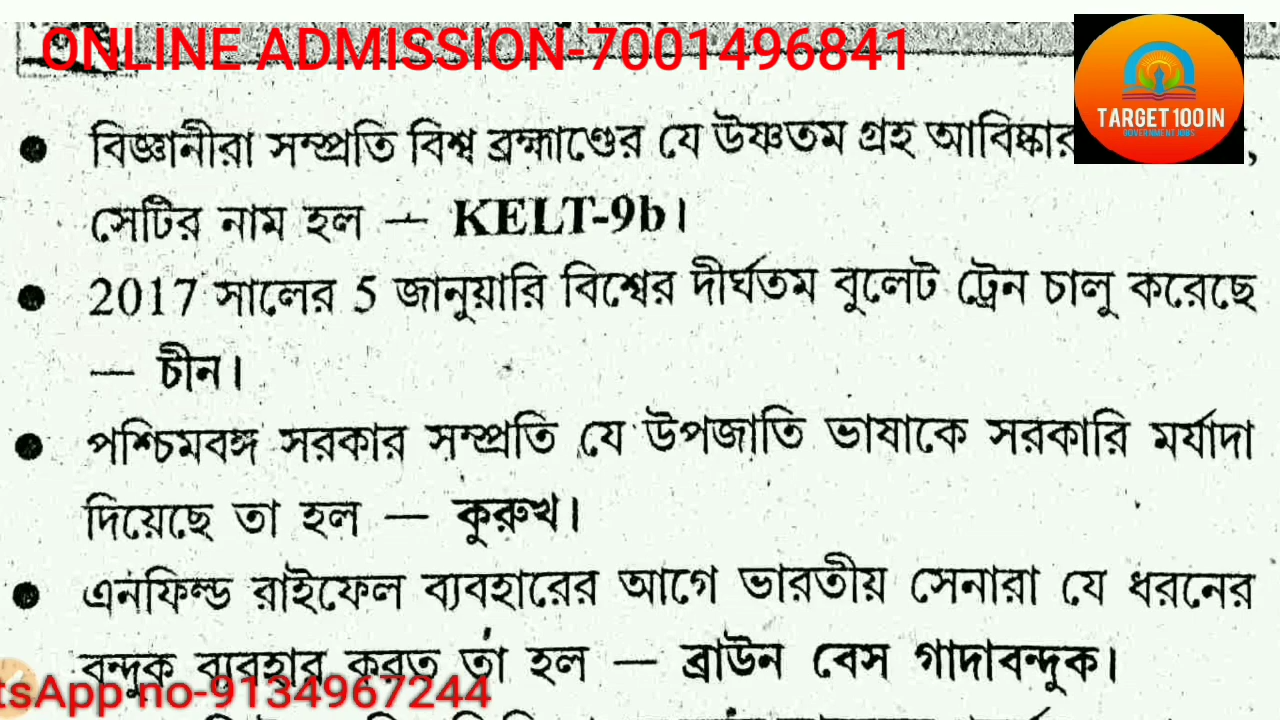 ONLINE ADMISSION-7001496841
TARGET 100 IN
GOVERNMENT JOBS
● বিজ্ঞানীরা সম্প্রতি বিশ্ব ব্রহ্মাণ্ডের যে উষ্ণতম গ্রহ আবিষ্কার ,
সেটির নাম হল — KELT-9b।
● 2017 সালের 5 জানুয়ারি বিশ্বের দীর্ঘতম বুলেট ট্রেন চালু করেছে
— চীন।
● পশ্চিমবঙ্গ সরকার সম্প্রতি যে উপজাতি ভাষাকে সরকারি মর্যাদা
দিয়েছে তা হল — কুরুখ।
● এনফিল্ড রাইফেল ব্যবহারের আগে ভারতীয় সেনারা যে ধরনের
বন্দুক ব্যবহার করত তা হল — ব্রাউন বেস গাদাবন্দুক।
tsApp no-9134967244